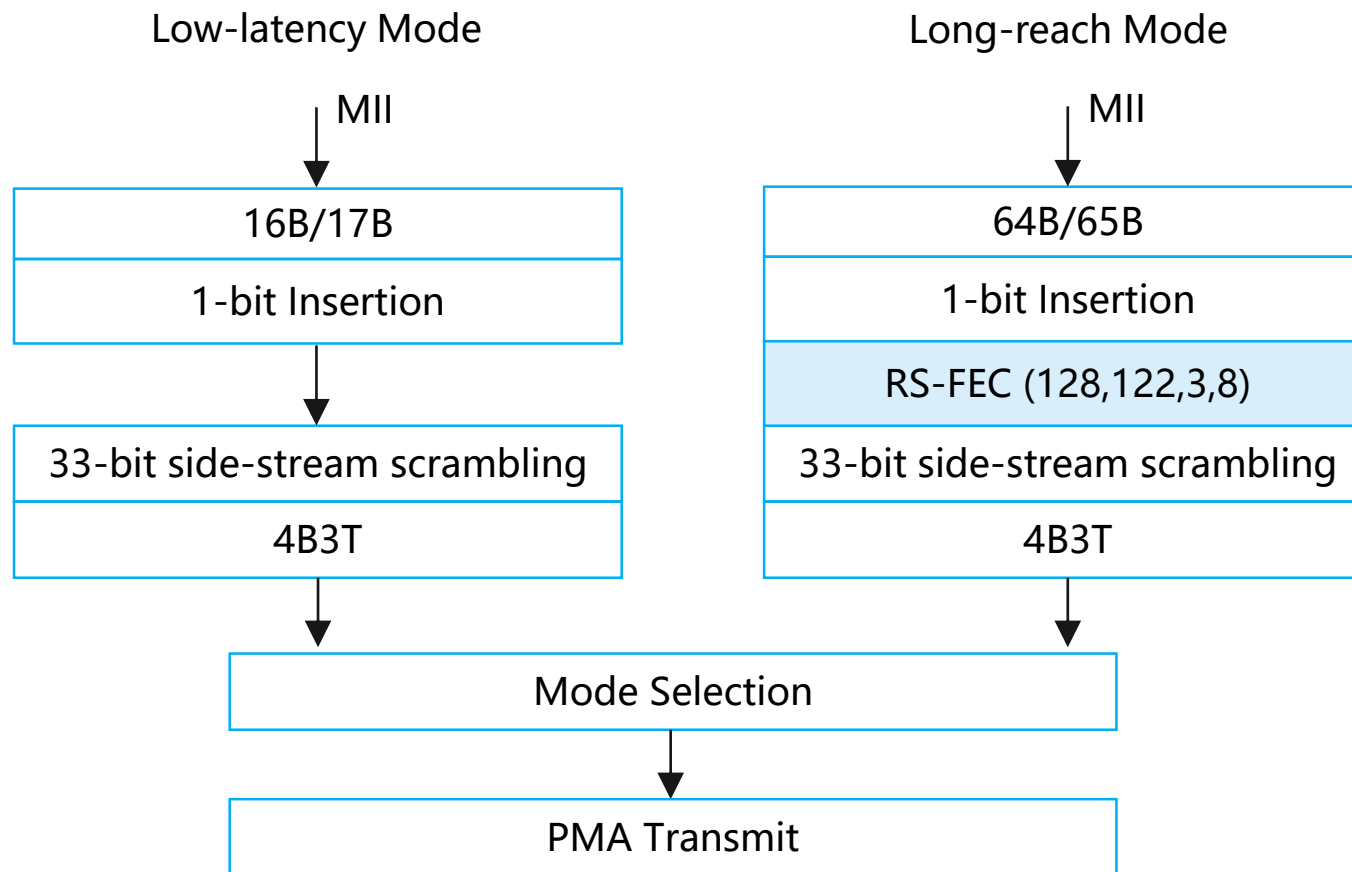 Low-latency Mode
MII
16B/17B
1-bit Insertion
33-bit side-stream scrambling
4B3T
Long-reach Mode
MII
64B/65B
1-bit Insertion
RS-FEC (128,122,3,8)
33-bit side-stream scrambling
4B3T
Mode Selection
PMA Transmit